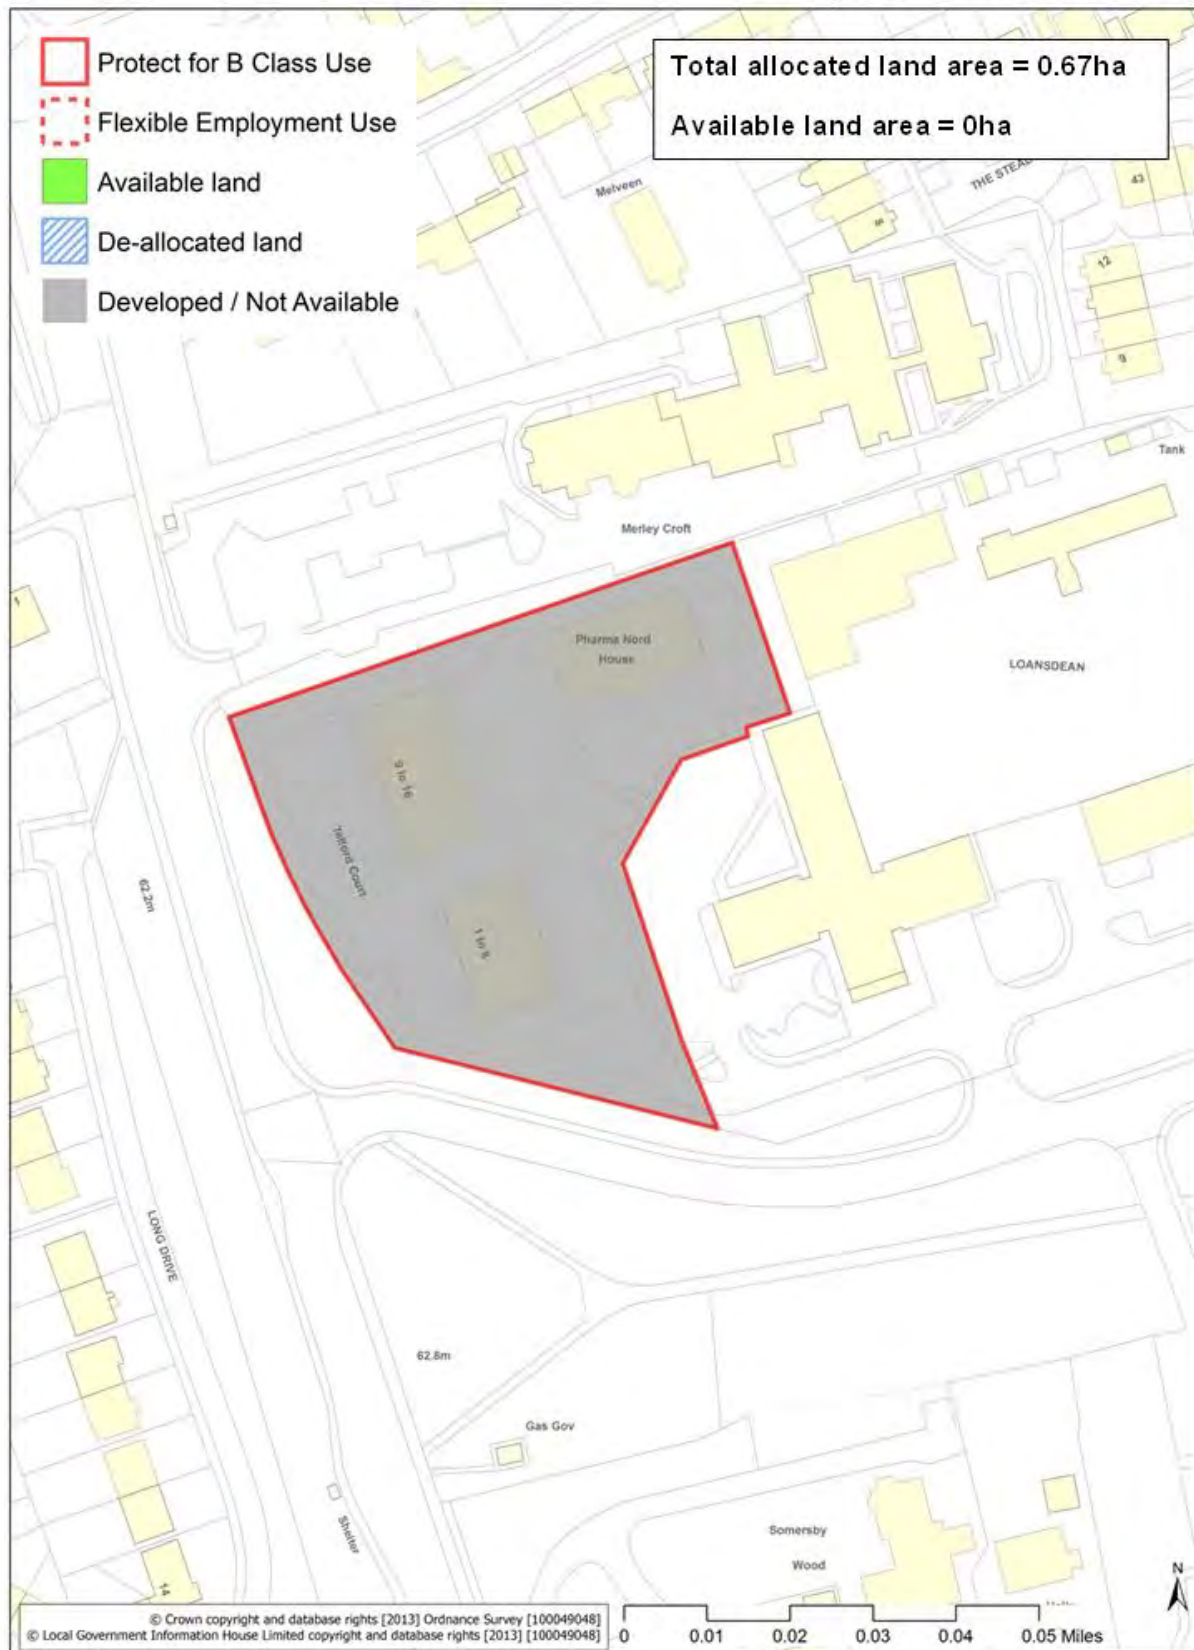 Protect for B Class Use
Flexible Employment Use
Available land
De-allocated land
Developed / Not Available
Total allocated land area = 0.67ha
Available land area = 0ha
Melveen
THE STEAD
43
12
9
Tank
Merley Croft
Pharma Nord
House
LOANSDEAN
1
9 to 16
Telford Court
1 to 8
62.2m
LONG DRIVE
62.8m
Gas Gov
Shelter
14
Somersby
Wood
N
© Crown copyright and database rights [2013] Ordnance Survey [100049048]
© Local Government Information House Limited copyright and database rights [2013] [100049048]
0 0.01 0.02 0.03 0.04 0.05 Miles